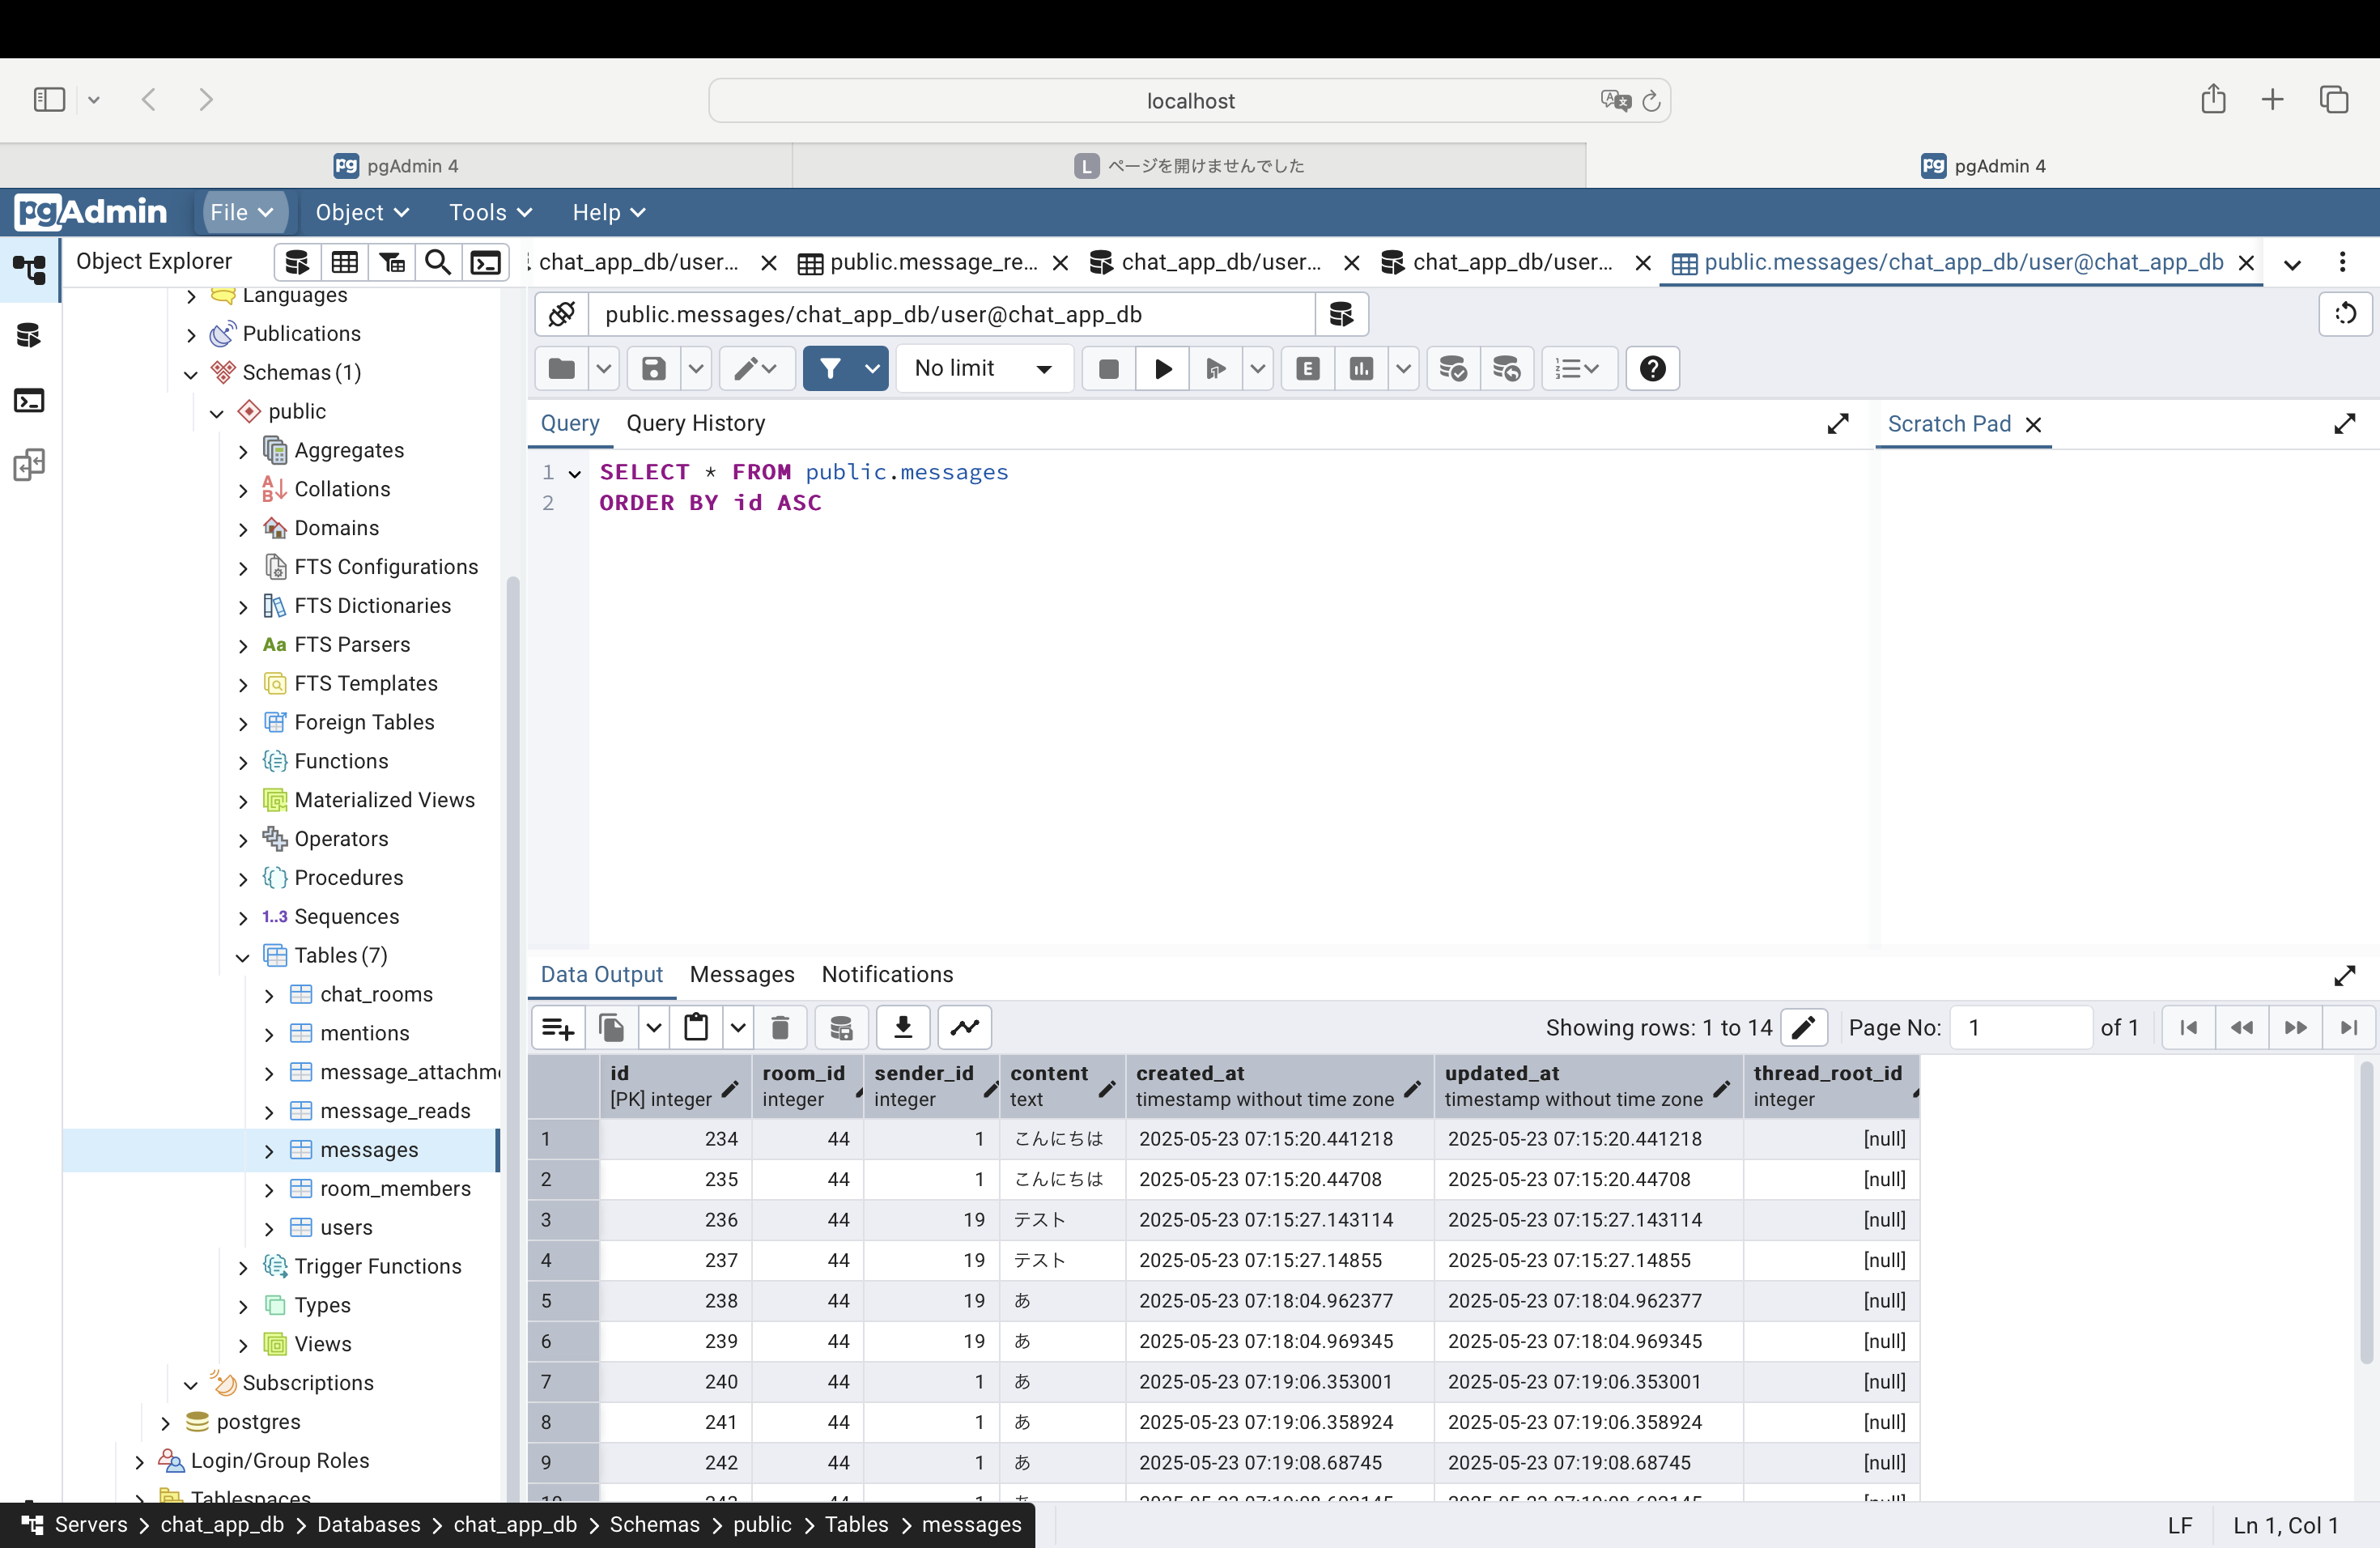 localhost
pgAdmin 4
L ページを開けませんでした
pgAdmin 4
pgAdmin File Object Tools Help
Object Explorer
chat_app_db/user...
public.message_re...
chat_app_db/user...
chat_app_db/user...
public.messages/chat_app_db/user@chat_app_db
public.messages/chat_app_db/user@chat_app_db
No limit
E
Query Query History
Scratch Pad
1 SELECT * FROM public.messages
2 ORDER BY id ASC
Languages
Publications
Schemas (1)
public
Aggregates
Collations
Domains
FTS Configurations
FTS Dictionaries
Aa FTS Parsers
FTS Templates
Foreign Tables
Functions
Materialized Views
Operators
Procedures
1..3 Sequences
Tables (7)
chat_rooms
mentions
message_attachm
message_reads
messages
room_members
users
Trigger Functions
Types
Views
Subscriptions
postgres
Login/Group Roles
Tablespaces
Data Output Messages Notifications
Showing rows: 1 to 14 Page No: 1 of 1
id room_id sender_id content created_at updated_at thread_root_id
[PK] integer integer integer text timestamp without time zone timestamp without time zone integer
1 234 44 1 こんにちは 2025-05-23 07:15:20.441218 2025-05-23 07:15:20.441218 [null]
2 235 44 1 こんにちは 2025-05-23 07:15:20.44708 2025-05-23 07:15:20.44708 [null]
3 236 44 19 テスト 2025-05-23 07:15:27.143114 2025-05-23 07:15:27.143114 [null]
4 237 44 19 テスト 2025-05-23 07:15:27.14855 2025-05-23 07:15:27.14855 [null]
5 238 44 19 あ 2025-05-23 07:18:04.962377 2025-05-23 07:18:04.962377 [null]
6 239 44 19 あ 2025-05-23 07:18:04.969345 2025-05-23 07:18:04.969345 [null]
7 240 44 1 あ 2025-05-23 07:19:06.353001 2025-05-23 07:19:06.353001 [null]
8 241 44 1 あ 2025-05-23 07:19:06.358924 2025-05-23 07:19:06.358924 [null]
9 242 44 1 あ 2025-05-23 07:19:08.68745 2025-05-23 07:19:08.68745 [null]
Servers > chat_app_db > Databases > chat_app_db > Schemas > public > Tables > messages
LF Ln 1, Col 1